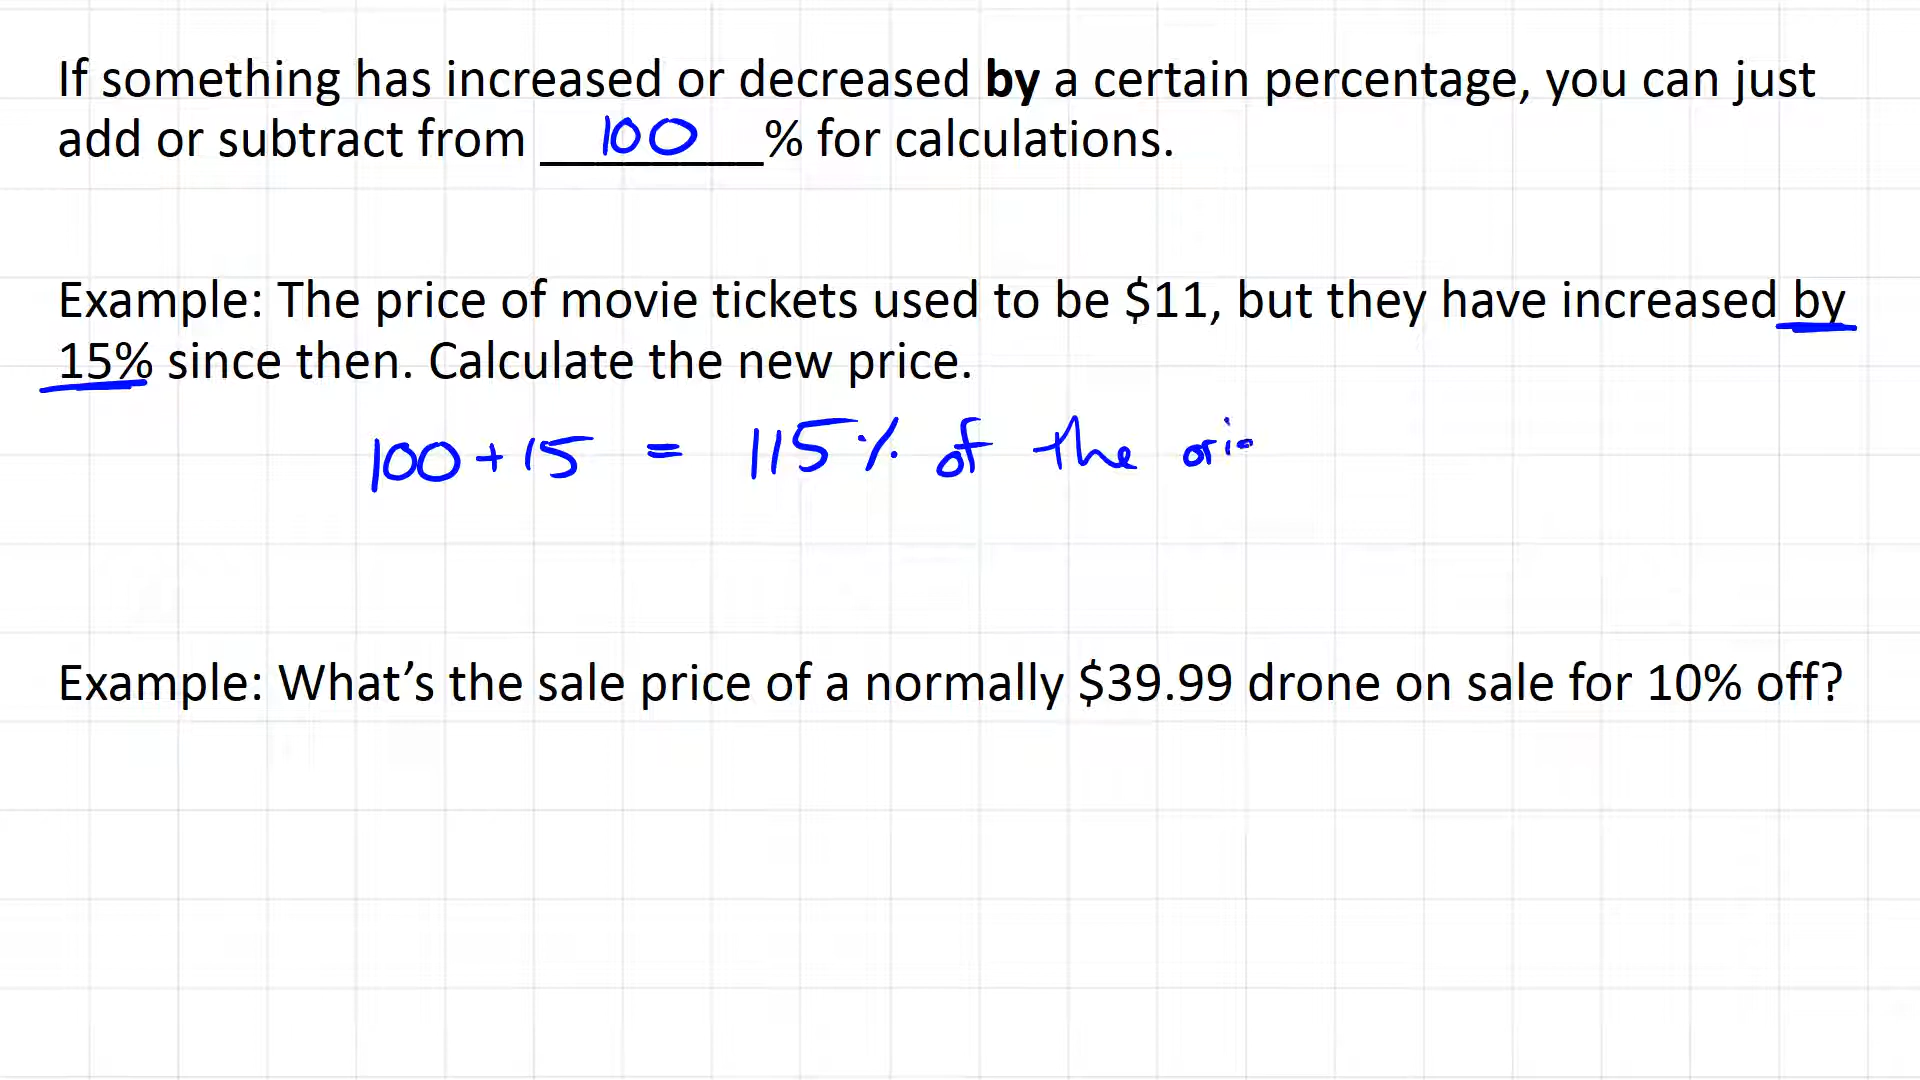 If something has increased or decreased by a certain percentage, you can just
add or subtract from 100% for calculations.
Example: The price of movie tickets used to be $11, but they have increased by
15% since then. Calculate the new price.
100 + 15 = 115% of the ori
Example: What’s the sale price of a normally $39.99 drone on sale for 10% off?